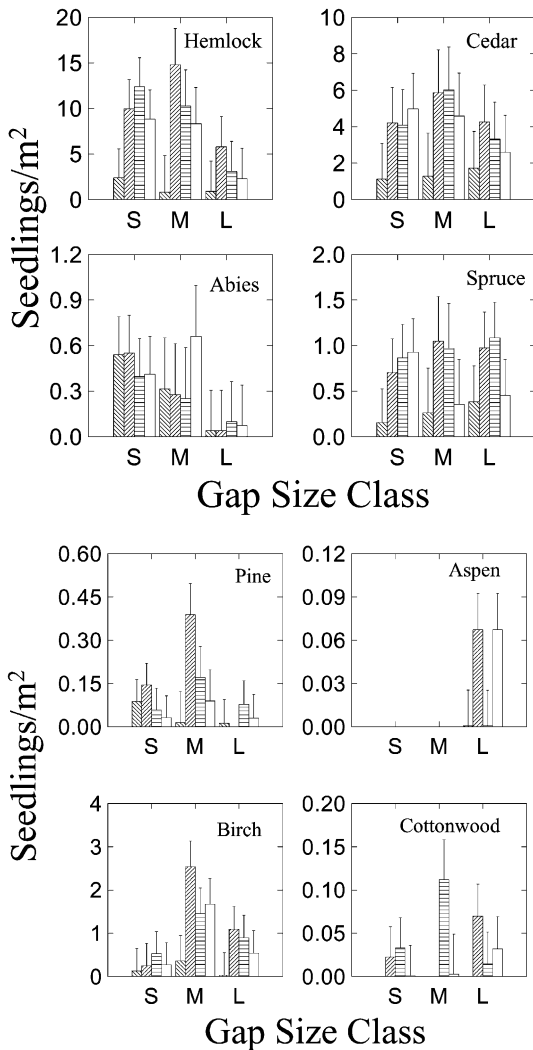 Seedlings/m²
Hemlock
20
15
10
5
0
S M L
Cedar
10
8
6
4
2
0
S M L
Abies
1.2
0.9
0.6
0.3
0.0
S M L
Spruce
2.0
1.5
1.0
0.5
0.0
S M L
Gap Size Class
Seedlings/m²
Pine
0.60
0.45
0.30
0.15
0.00
S M L
Aspen
0.12
0.09
0.06
0.03
0.00
S M L
Birch
4
3
2
1
0
S M L
Cottonwood
0.20
0.15
0.10
0.05
0.00
S M L
Gap Size Class